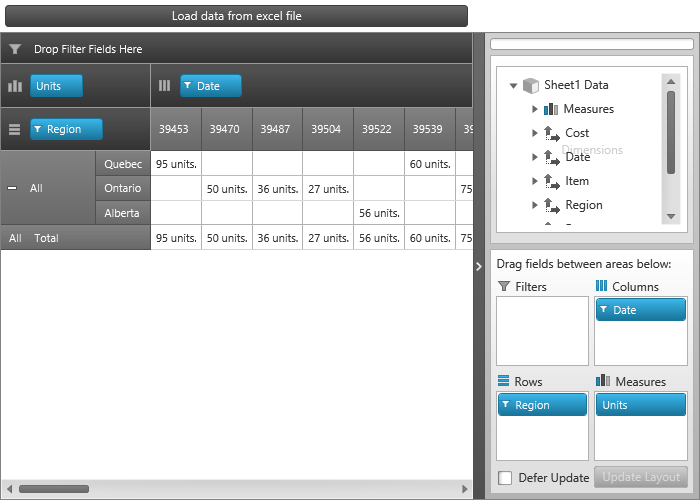 Load data from excel file
Drop Filter Fields Here
Units
Date
Region
39453 39470 39487 39504 39522 39539
All
Quebec 95 units. 60 units.
Ontario 50 units. 36 units. 27 units. 75
Alberta 56 units.
All Total 95 units. 50 units. 36 units. 27 units. 56 units. 60 units. 75
Sheet1 Data
Measures
Cost
Dimensions
Date
Item
Region
Drag fields between areas below:
Filters
Columns
Date
Rows
Measures
Region
Units
Defer Update
Update Layout